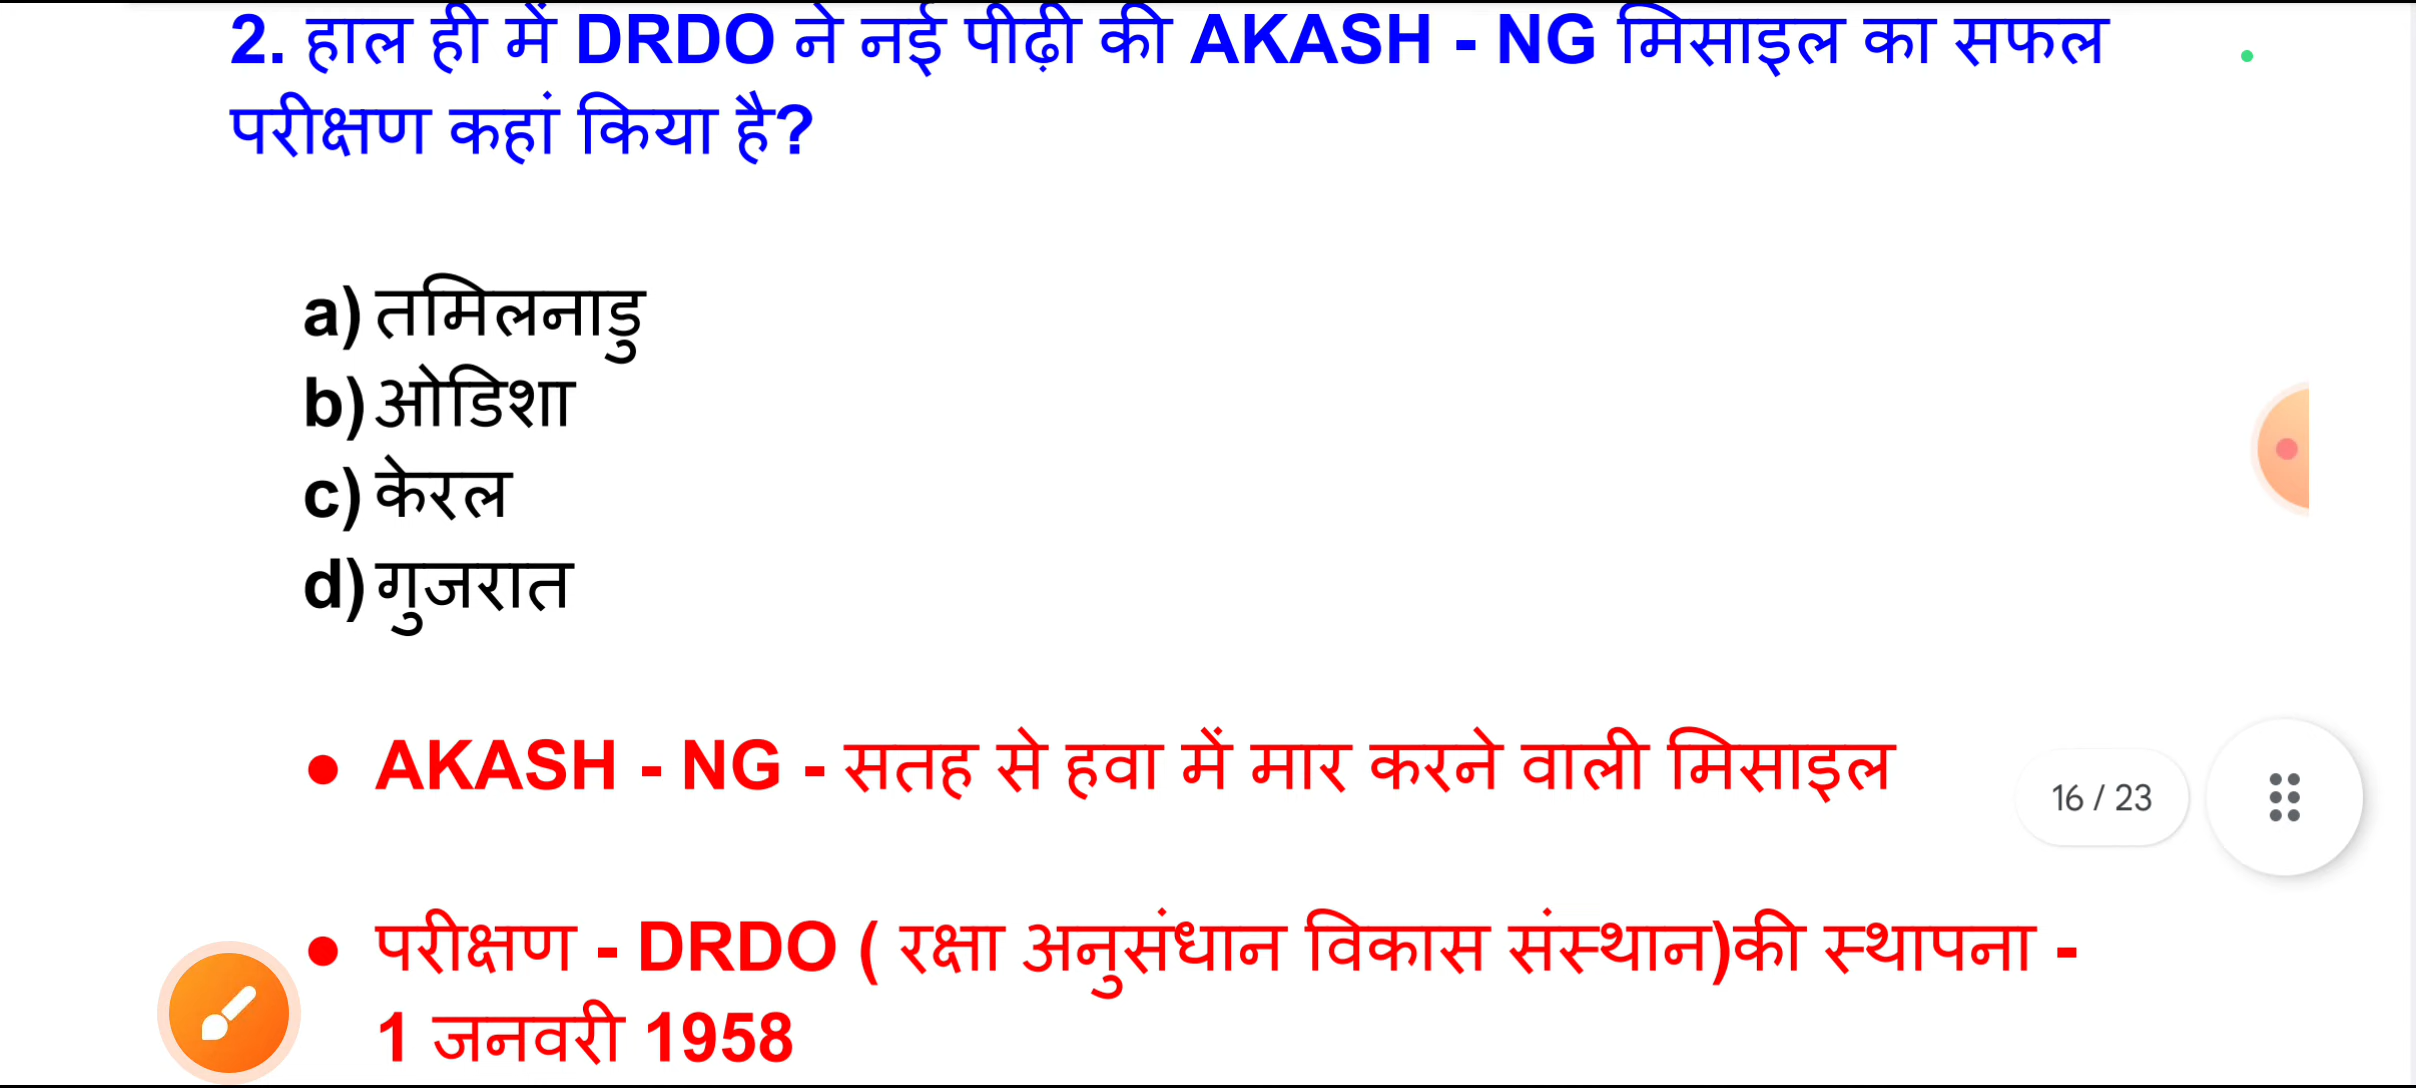 2. हाल ही में DRDO ने नई पीढ़ी की AKASH - NG मिसाइल का सफल
परीक्षण कहां किया है?
a) तमिलनाडु
b) ओडिशा
c) केरल
d) गुजरात
● AKASH - NG - सतह से हवा में मार करने वाली मिसाइल
16 / 23
● परीक्षण - DRDO ( रक्षा अनुसंधान विकास संस्थान)की स्थापना -
1 जनवरी 1958